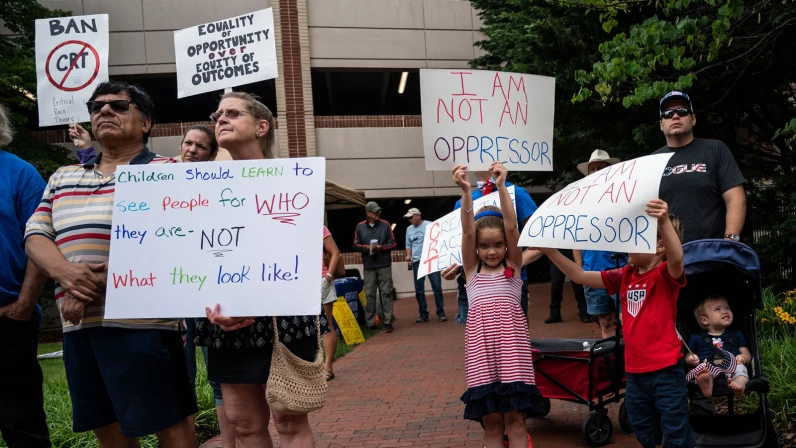 BAN
CRT
Critical
Race
Theory
EQUALITY of
OPPORTUNITY
over
EQUITY of
OUTCOMES
Children Should LEARN to
see People for WHO
they are- NOT
What they look like!
I AM
NOT AN
OPPRESSOR
I AM
NOT AN
OPPRESSOR
USA